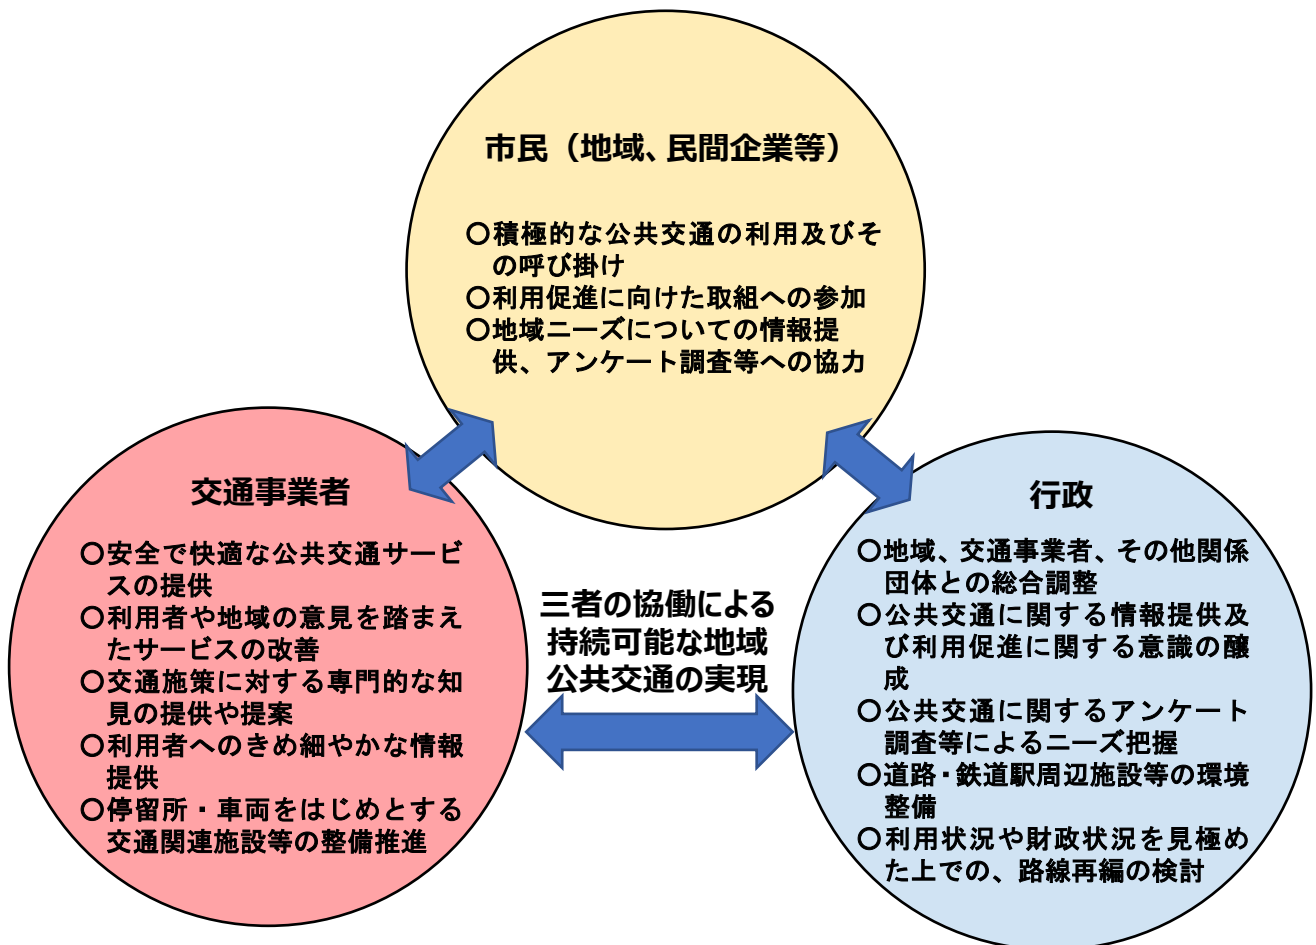 市民（地域、民間企業等）
〇積極的な公共交通の利用及びそ
の呼び掛け
〇利用促進に向けた取組への参加
〇地域ニーズについての情報提
供、アンケート調査等への協力
交通事業者
〇安全で快適な公共交通サービ
スの提供
〇利用者や地域の意見を踏まえ
たサービスの改善
〇交通施策に対する専門的な知
見の提供や提案
〇利用者へのきめ細やかな情報
提供
〇停留所・車両をはじめとする
交通関連施設等の整備推進
三者の協働による
持続可能な地域
公共交通の実現
行政
〇地域、交通事業者、その他関係
団体との総合調整
〇公共交通に関する情報提供及
び利用促進に関する意識の醸
成
〇公共交通に関するアンケート
調査等によるニーズ把握
〇道路・鉄道駅周辺施設等の環境
整備
〇利用状況や財政状況を見極め
た上での、路線再編の検討